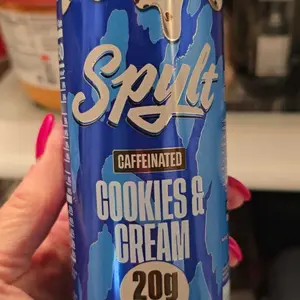 Spylt
CAFFEINATED
COOKIES &
CREAM
20g